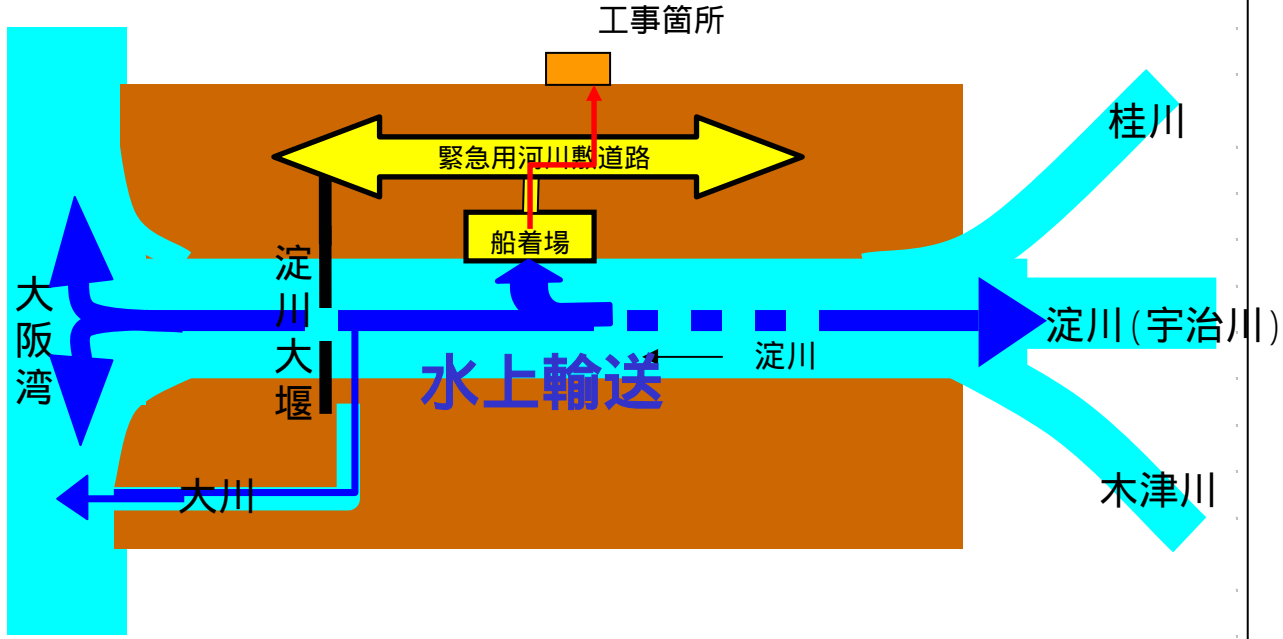 工事箇所
桂川
緊急用河川敷道路
船着場
淀川大堰
大阪湾
淀川(宇治川)
淀川
水上輸送
大川
木津川